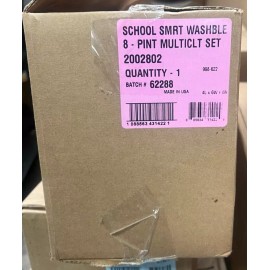 SCHOOL SMRT WASHBLE
8 - PINT MULTICLT SET
2002802
QUANTITY - 1
BATCH # 62288
MADE IN USA